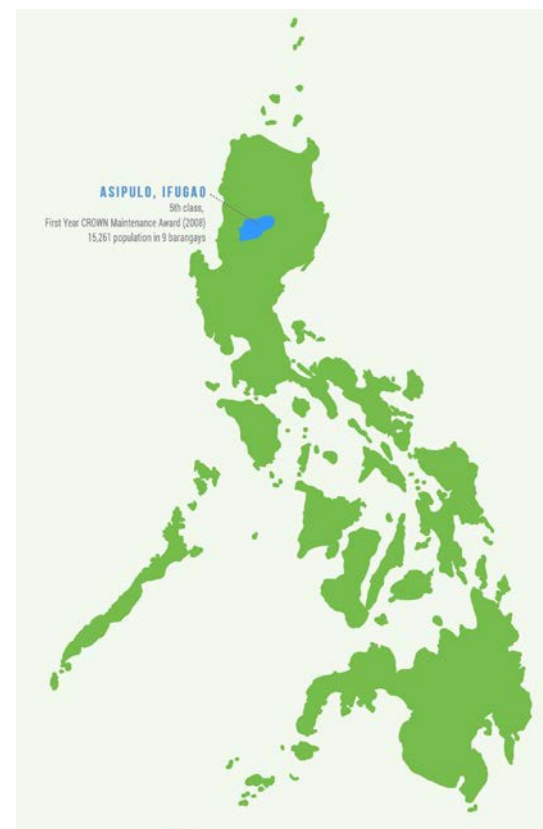 ASIPULO, IFUGAO
5th class,
First Year CROWN Maintenance Award (2008)
15,261 population in 9 barangays